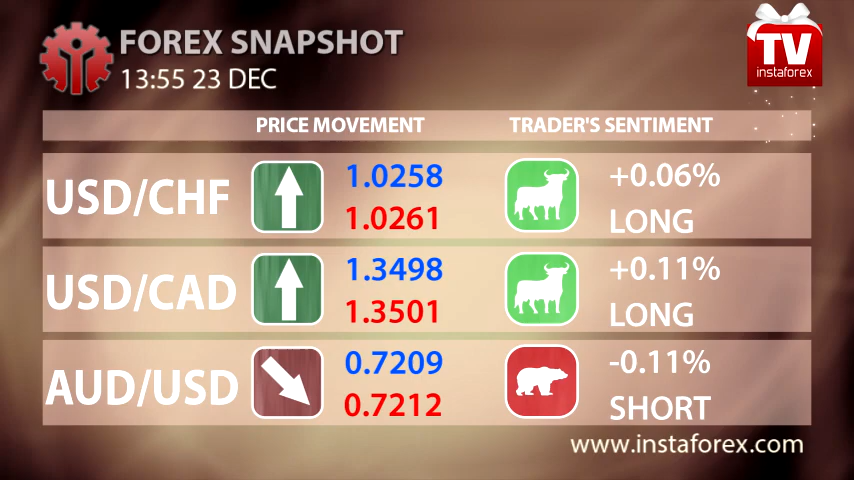 FOREX SNAPSHOT
13:55 23 DEC
TV
instaforex
PRICE MOVEMENT TRADER'S SENTIMENT
USD/CHF
1.0258
1.0261
+0.06%
LONG
USD/CAD
1.3498
1.3501
+0.11%
LONG
AUD/USD
0.7209
0.7212
-0.11%
SHORT
www.instaforex.com